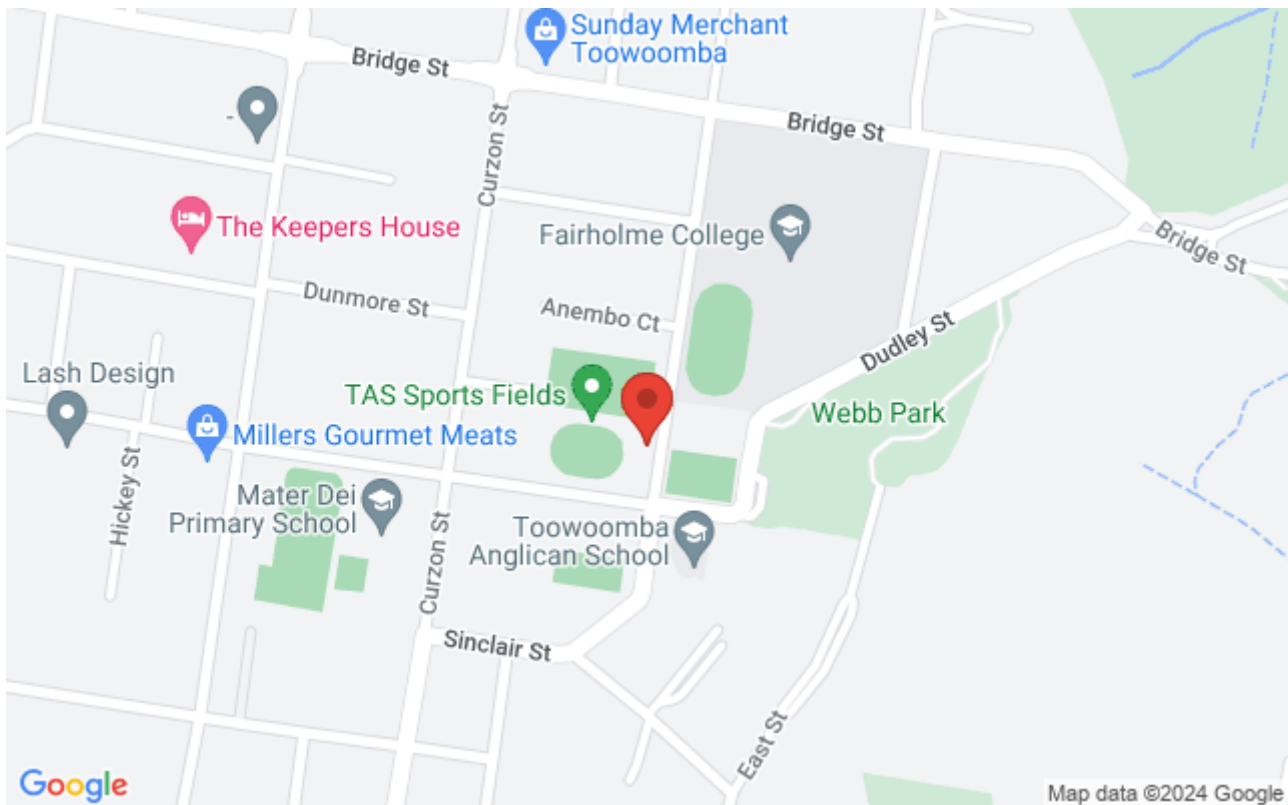 Sunday Merchant
Toowoomba
Bridge St
Bridge St
-
Curzon St
The Keepers House
Fairholme College
Bridge St
Dunmore St
Anembo Ct
Dudley St
Lash Design
TAS Sports Fields
Webb Park
Millers Gourmet Meats
Hickey St
Mater Dei
Primary School
Toowoomba
Anglican School
Curzon St
Sinclair St
East St
Google
Map data ©2024 Google